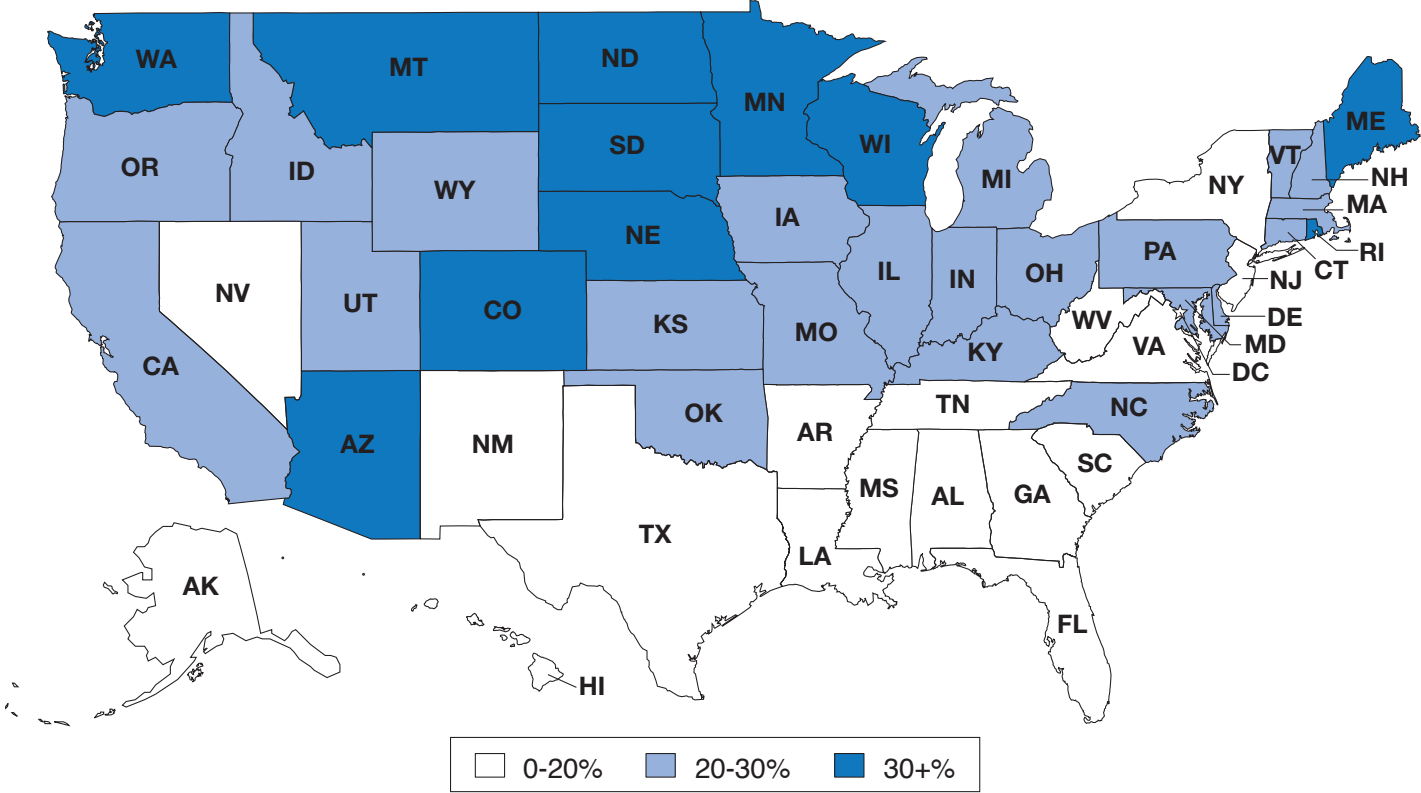 WA
MT
ND
MN
ME
WI
SD
OR
ID
VT
MI
NH
NY
WY
MA
IA
NE
PA
RI
CT
IL
OH
IN
NJ
NV
UT
CO
DE
WV
KS
MO
MD
VA
KY
CA
DC
TN
NC
OK
AR
AZ
NM
SC
MS
GA
AL
TX
LA
AK
FL
HI
0-20% 20-30% 30+%